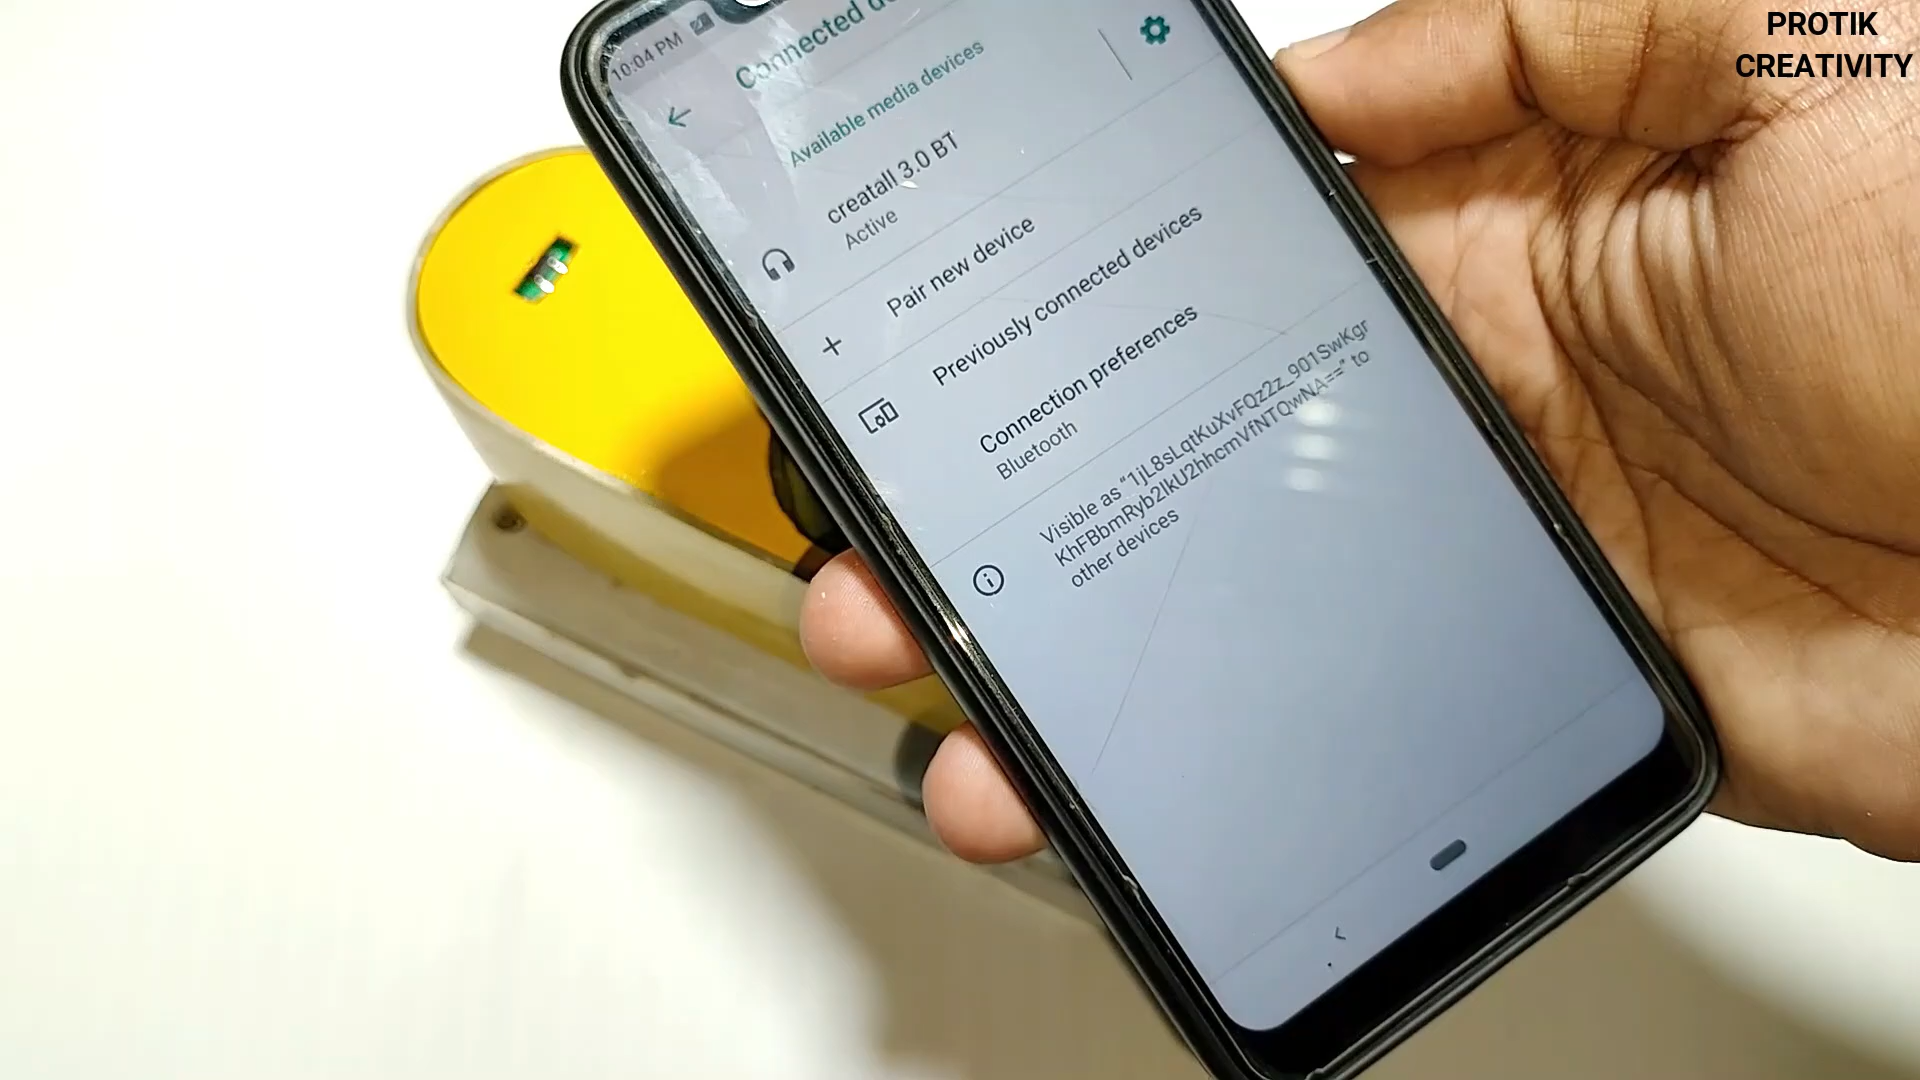 PROTIK
CREATIVITY
10:04 PM
Connected
Available media devices
creatall 3.0 BT
Active
Pair new device
Previously connected devices
Connection preferences
Bluetooth
Visible as "1jL8sLqtKuXvFQz2z_901SwKgr
KhFBbmRyb2lkU2hhcmVfNTQwNA==" to
other devices